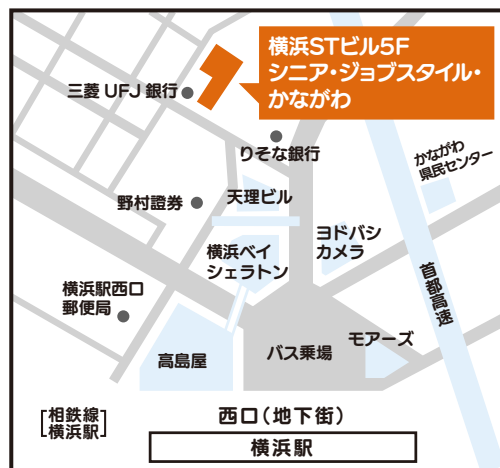 横浜STビル5F
シニア・ジョブスタイル・
かながわ
三菱UFJ銀行
りそな銀行
かながわ
県民センター
野村證券
天理ビル
横浜ベイ
シェラトン
ヨドバシ
カメラ
首都高速
横浜駅西口
郵便局
高島屋
バス乗場
モアーズ
[相鉄線
横浜駅]
西口(地下街)
横浜駅